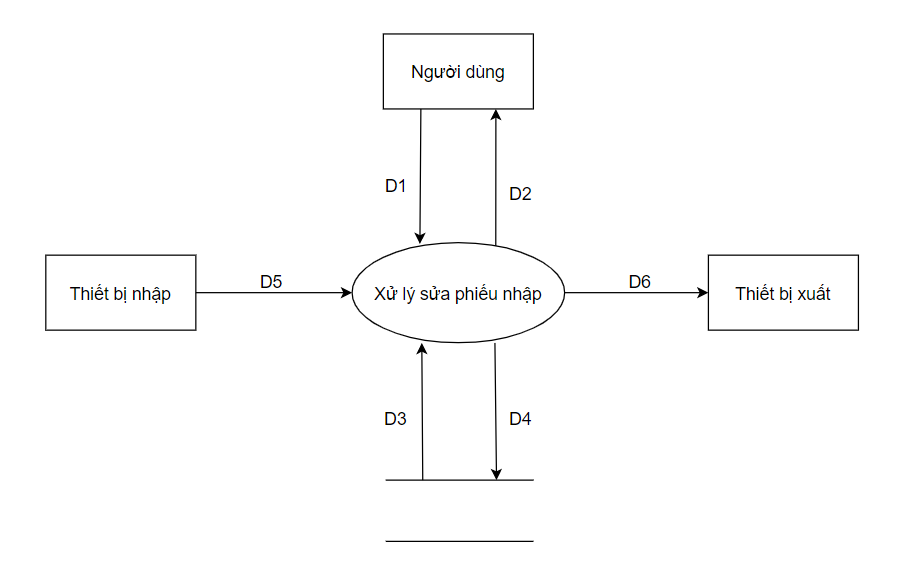 Người dùng
D1
D2
Thiết bị nhập
D5
Xử lý sửa phiếu nhập
D6
Thiết bị xuất
D3
D4